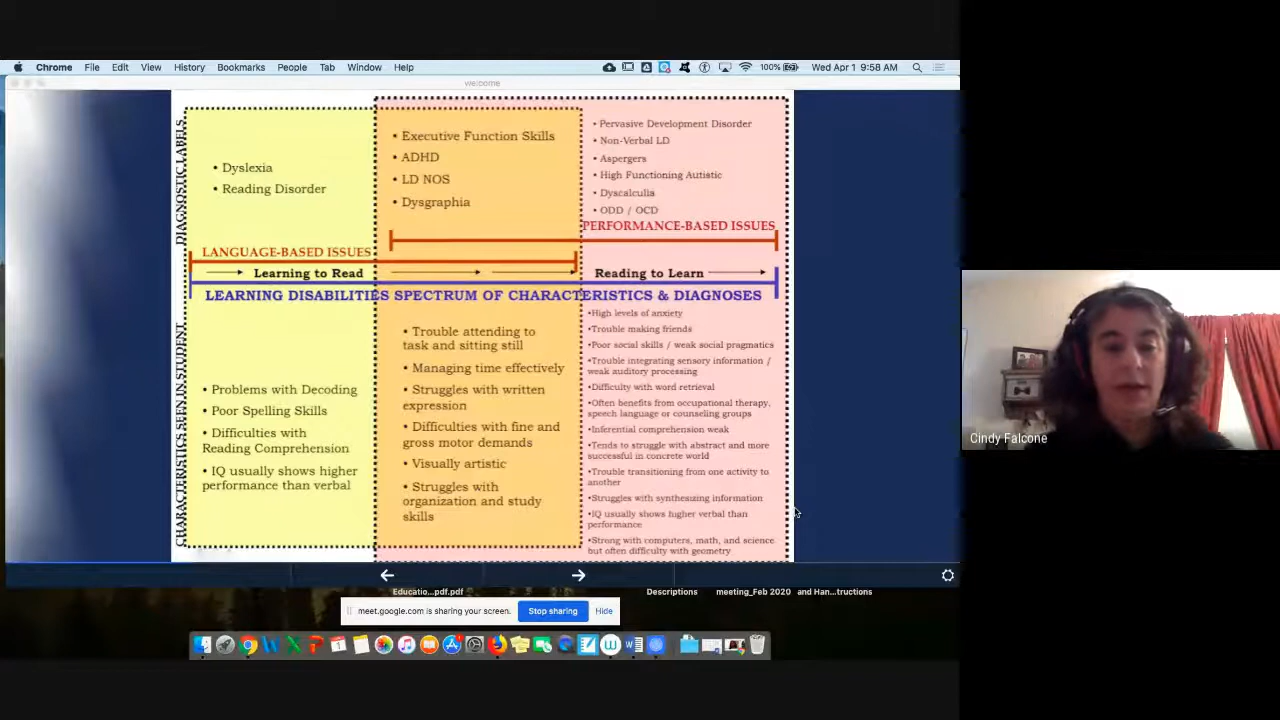 Chrome File Edit View History Bookmarks People Tab Window Help 100% Wed Apr 1 9:58 AM
welcome
DIAGNOSTIC LABELS
• Dyslexia
• Reading Disorder
• Executive Function Skills
• ADHD
• LD NOS
• Dysgraphia
• Pervasive Development Disorder
• Non-Verbal LD
• Aspergers
• High Functioning Autistic
• Dyscalculia
• ODD / OCD
PERFORMANCE-BASED ISSUES
LANGUAGE-BASED ISSUES
Learning to Read
Reading to Learn
LEARNING DISABILITIES SPECTRUM OF CHARACTERISTICS & DIAGNOSES
CHARACTERISTICS SEEN IN STUDENT
• Problems with Decoding
• Poor Spelling Skills
• Difficulties with
Reading Comprehension
• IQ usually shows higher
performance than verbal
• Trouble attending to
task and sitting still
• Managing time effectively
• Struggles with written
expression
• Difficulties with fine and
gross motor demands
• Visually artistic
• Struggles with
organization and study
skills
•High levels of anxiety
•Trouble making friends
•Poor social skills / weak social pragmatics
•Trouble integrating sensory information /
weak auditory processing
•Difficulty with word retrieval
•Often benefits from occupational therapy,
speech language or counseling groups
•Inferential comprehension weak
•Tends to struggle with abstract and more
successful in concrete world
•Trouble transitioning from one activity to
another
•Struggles with synthesizing information
•IQ usually shows higher verbal than
performance
•Strong with computers, math, and science
but often difficulty with geometry
Cindy Falcone
Educatio...pdf.pdf Descriptions meeting_Feb 2020 and Han...tructions
meet.google.com is sharing your screen. Stop sharing Hide